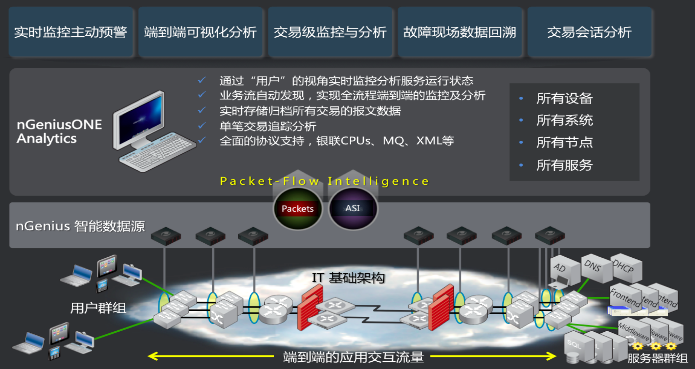 实时监控主动预警
端到端可视化分析
交易级监控与分析
故障现场数据回溯
交易会话分析
nGeniusONE
Analytics
✓ 通过“用户”的视角实时监控分析服务运行状态
✓ 业务流自动发现，实现全流程端到端的监控及分析
✓ 实时存储归档所有交易的报文数据
✓ 单笔交易追踪分析
✓ 全面的协议支持，银联CPUs、MQ、XML等
• 所有设备
• 所有系统
• 所有节点
• 所有服务
Packet-Flow Intelligence
Packets
ASI
nGenius 智能数据源
IT 基础架构
用户群组
AD
DNS
DHCP
Frontend
Middleware
服务器群组
端到端的应用交互流量